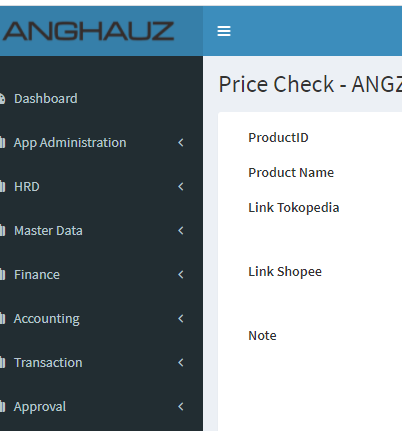 ANGHAUZ
Dashboard
App Administration
HRD
Master Data
Finance
Accounting
Transaction
Approval
Price Check - ANGZ
ProductID
Product Name
Link Tokopedia
Link Shopee
Note